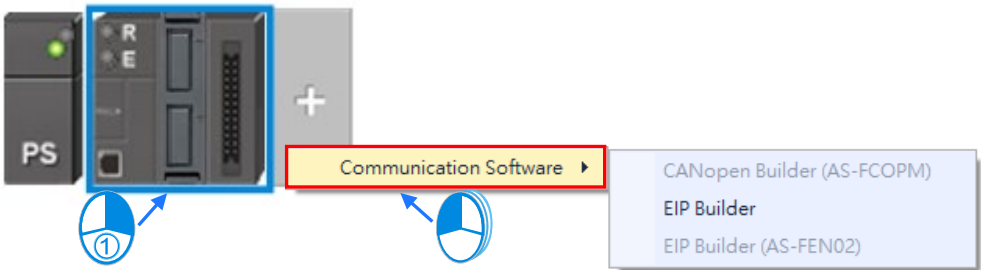 R
E
PS
+
Communication Software
CANopen Builder (AS-FCOPM)
EIP Builder
EIP Builder (AS-FEN02)
1